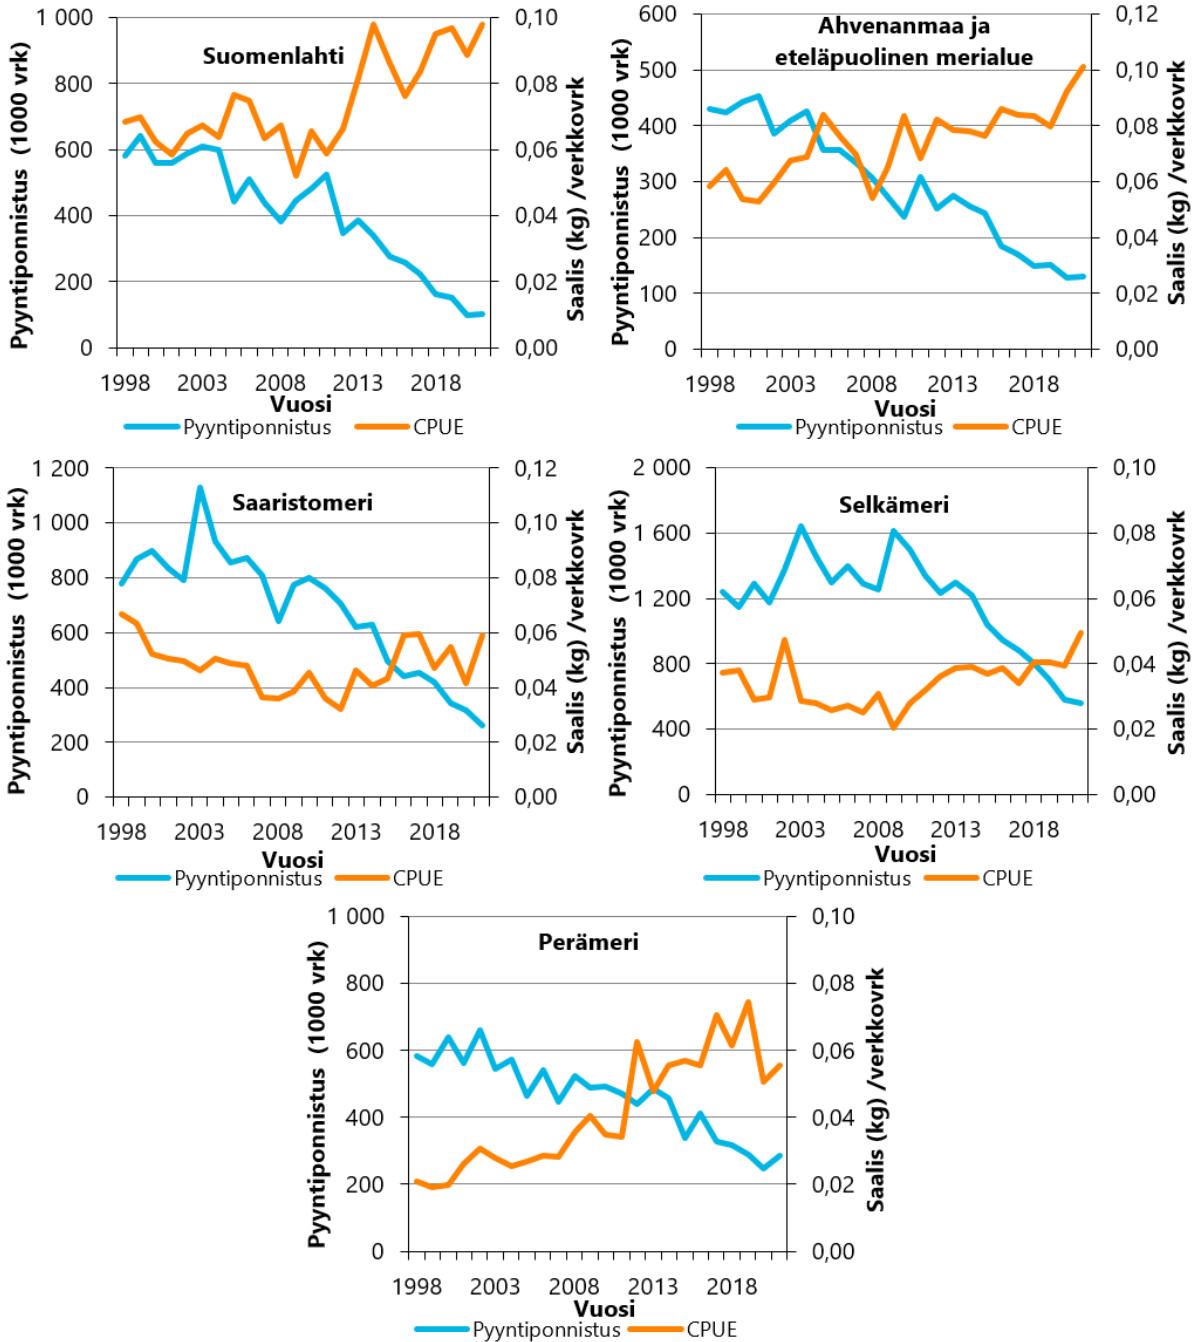 Suomenlahti
Pyyntiponnistus (1000 vrk)
1 000
800
600
400
200
0
0,10
0,08
0,06
0,04
0,02
0,00
Saalis (kg) /verkkovrk
1998 2003 2008 2013 2018
Vuosi
Pyyntiponnistus CPUE
Ahvenanmaa ja
eteläpuolinen merialue
Pyyntiponnistus (1000 vrk)
600
500
400
300
200
100
0
0,12
0,10
0,08
0,06
0,04
0,02
0,00
Saalis (kg) /verkkovrk
1998 2003 2008 2013 2018
Vuosi
Pyyntiponnistus CPUE
Saaristomeri
Pyyntiponnistus (1000 vrk)
1 200
1 000
800
600
400
200
0
0,12
0,10
0,08
0,06
0,04
0,02
0,00
Saalis (kg) /verkkovrk
1998 2003 2008 2013 2018
Vuosi
Pyyntiponnistus CPUE
Selkämeri
Pyyntiponnistus (1000 vrk)
2 000
1 600
1 200
800
400
0
0,10
0,08
0,06
0,04
0,02
0,00
Saalis (kg) /verkkovrk
1998 2003 2008 2013 2018
Vuosi
Pyyntiponnistus CPUE
Perämeri
Pyyntiponnistus (1000 vrk)
1 000
800
600
400
200
0
0,10
0,08
0,06
0,04
0,02
0,00
Saalis (kg) /verkkovrk
1998 2003 2008 2013 2018
Vuosi
Pyyntiponnistus CPUE